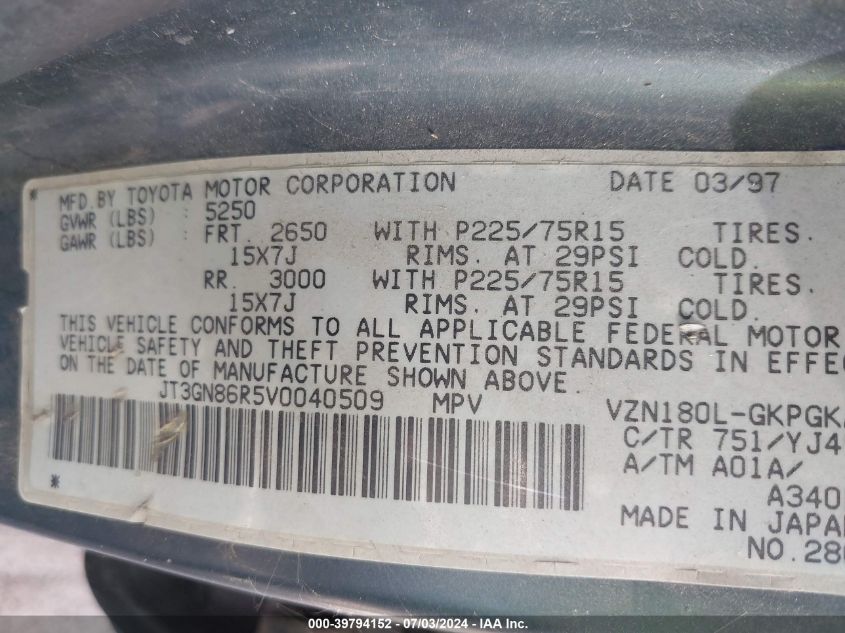 * MFD.BY TOYOTA MOTOR CORPORATION DATE 03/97
GVWR (LBS) : 5250
GAWR (LBS) : FRT. 2650 WITH P225/75R15 TIRES.
15X7J RIMS. AT 29PSI COLD.
RR. 3000 WITH P225/75R15 TIRES.
15X7J RIMS. AT 29PSI COLD.
THIS VEHICLE CONFORMS TO ALL APPLICABLE FEDERAL MOTOR
VEHICLE SAFETY AND THEFT PREVENTION STANDARDS IN EFFE
ON THE DATE OF MANUFACTURE SHOWN ABOVE.
JT3GN86R5V0040509 MPV VZN180L-GKPGK
C/TR 751/YJ4
A/TM A01A/
* A340
MADE IN JAPAN
NO.28
000-39794152 - 07/03/2024 - IAA Inc.